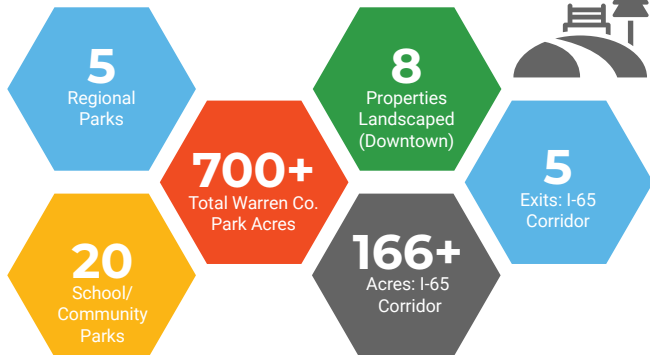 5
Regional
Parks
8
Properties
Landscaped
(Downtown)
700+
Total Warren Co.
Park Acres
5
Exits: I-65
Corridor
20
School/
Community
Parks
166+
Acres: I-65
Corridor